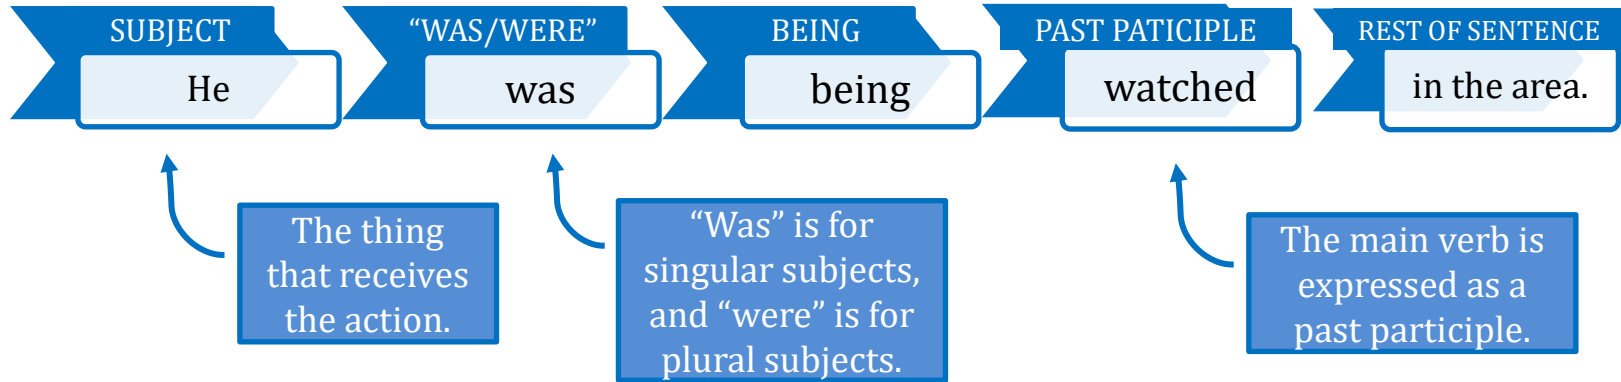 SUBJECT
He
“WAS/WERE”
was
BEING
being
PAST PATICIPLE
watched
REST OF SENTENCE
in the area.
The thing
that receives
the action.
“Was” is for
singular subjects,
and “were” is for
plural subjects.
The main verb is
expressed as a
past participle.